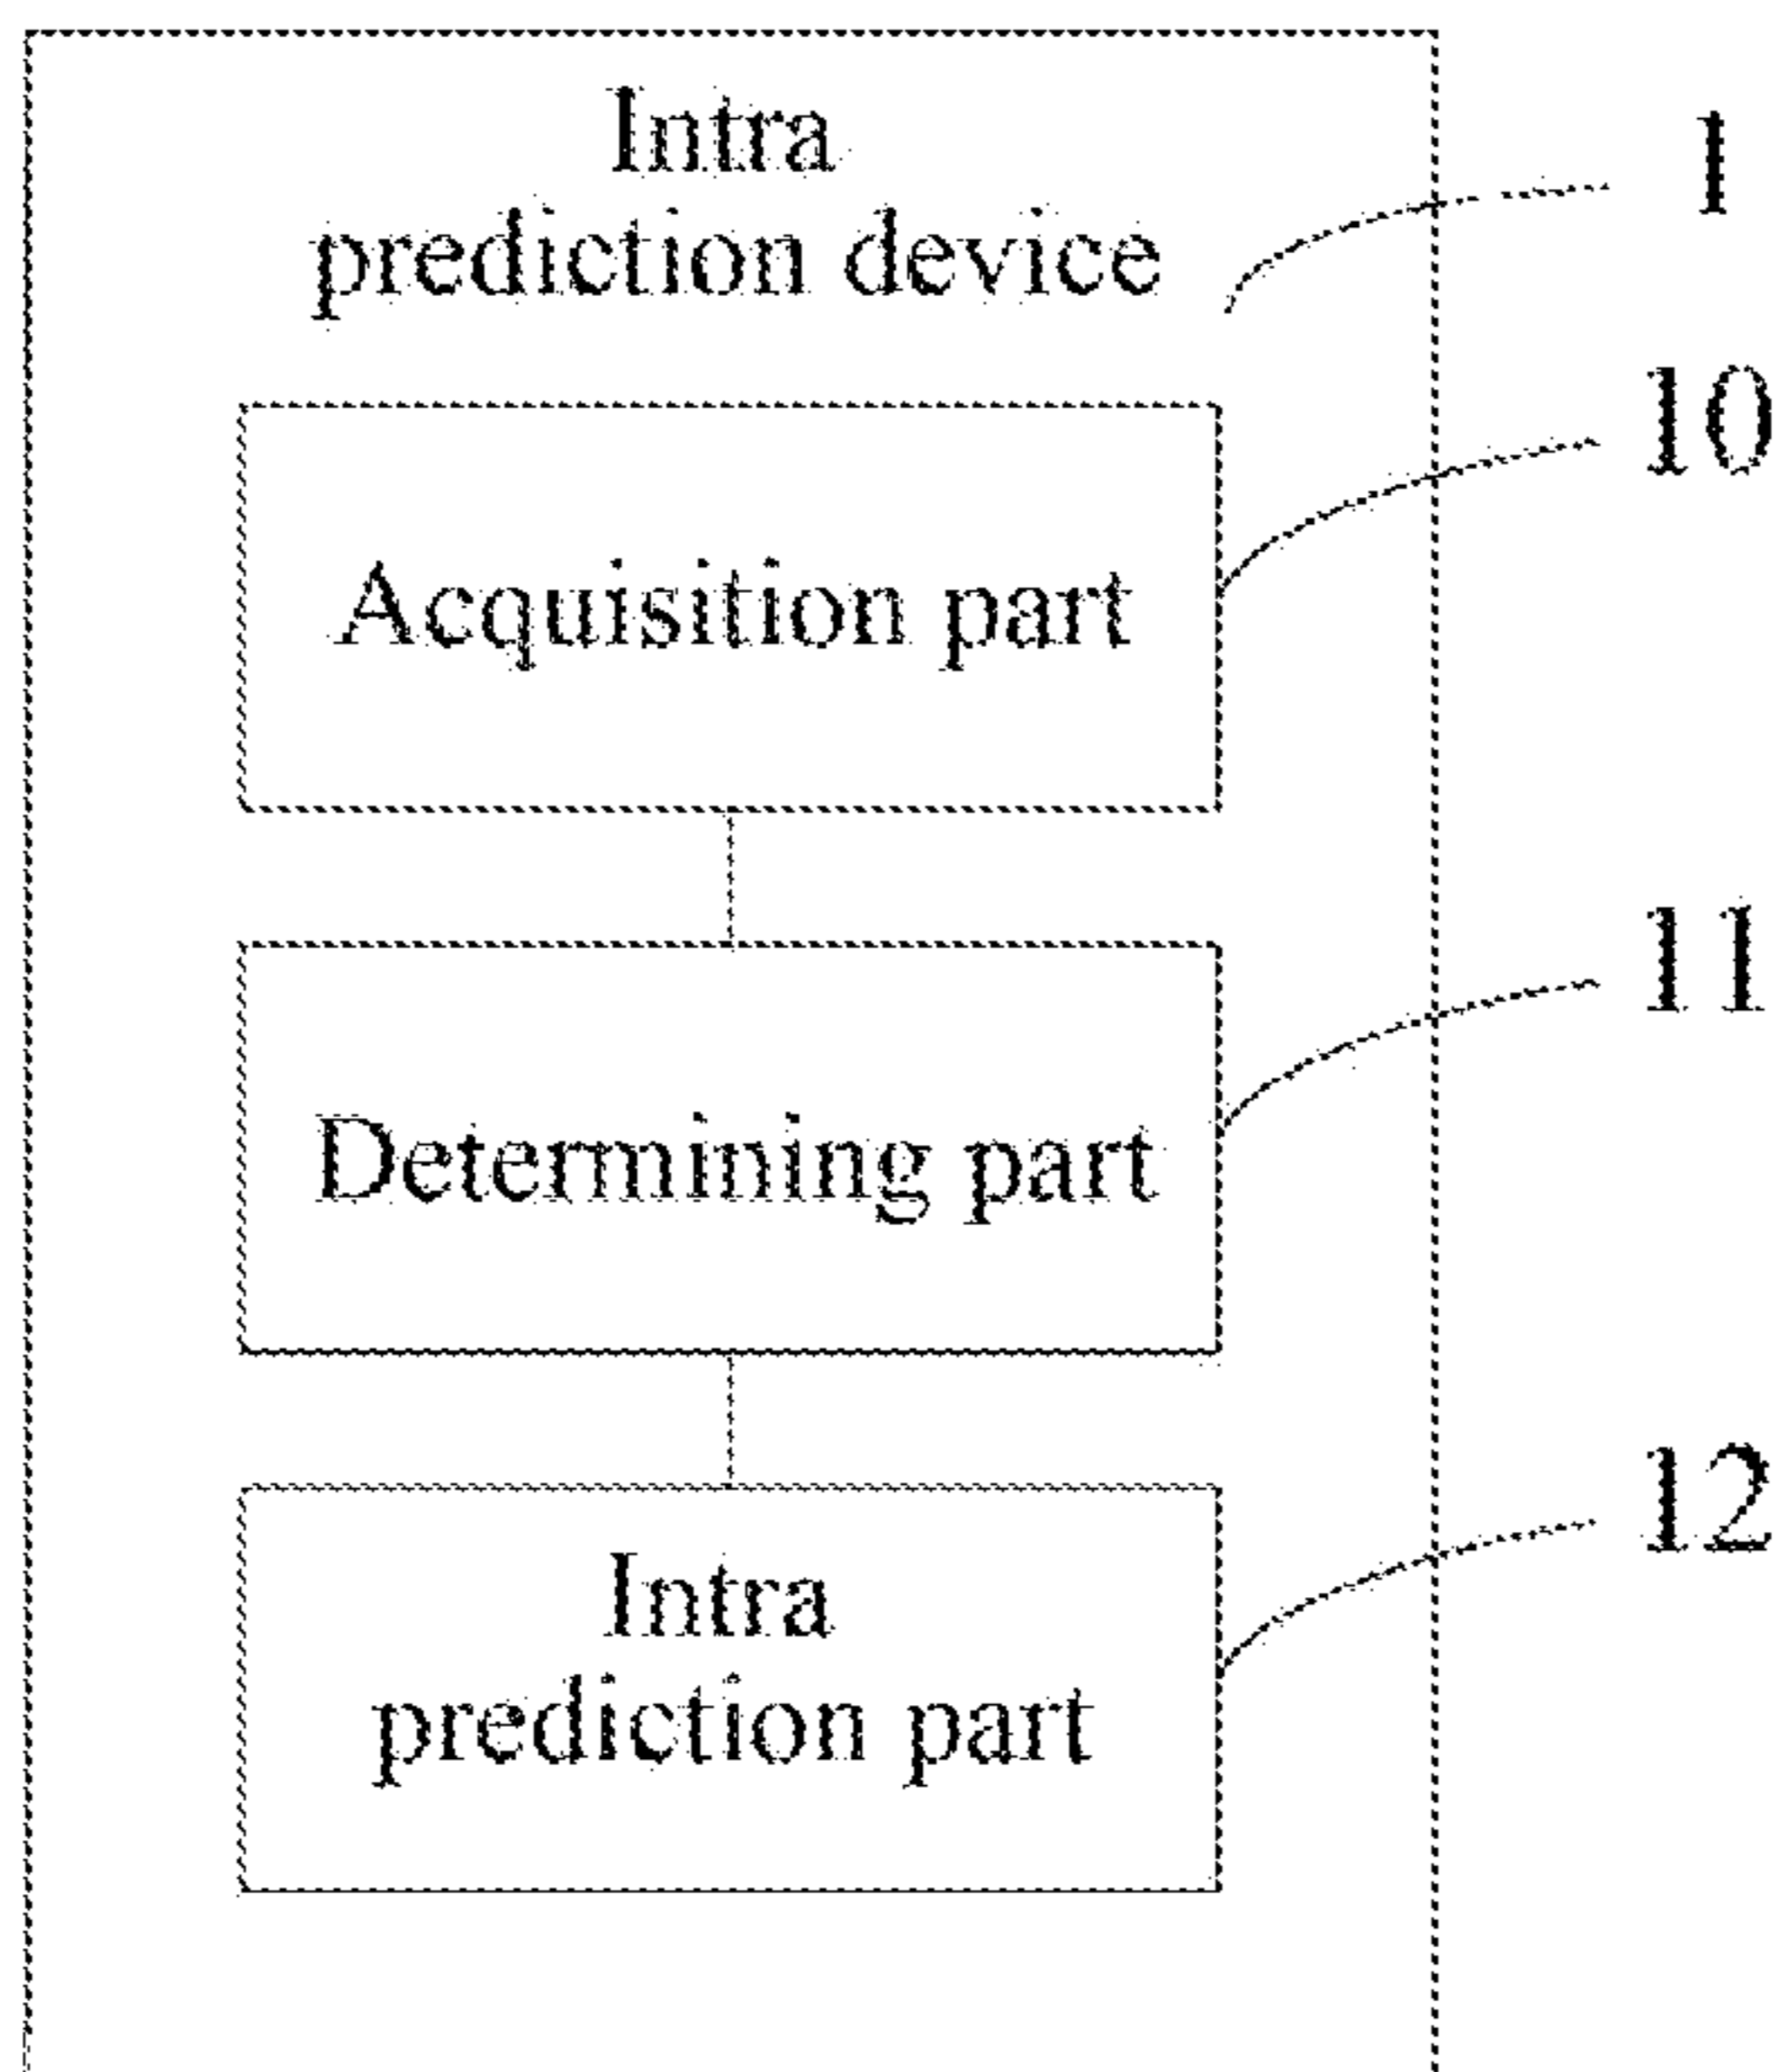 Intra
prediction device
1
10
Acquisition part
11
Determining part
12
Intra
prediction part